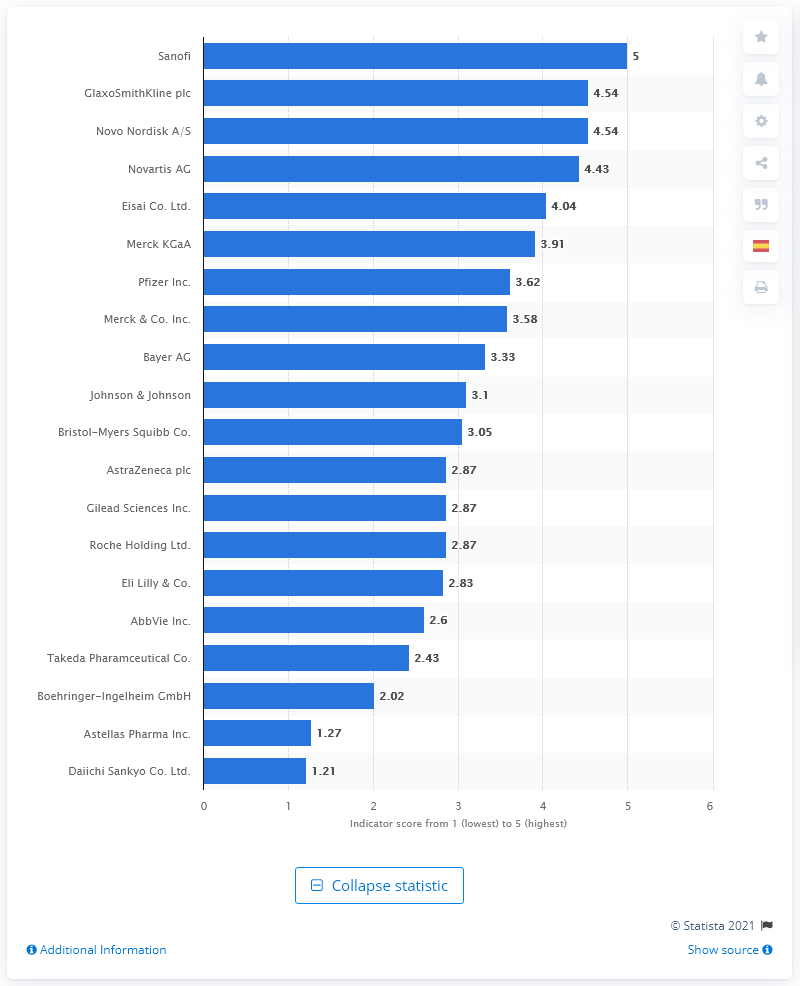 Sanofi 5
GlaxoSmithKline plc 4.54
Novo Nordisk A/S 4.54
Novartis AG 4.43
Eisai Co. Ltd. 4.04
Merck KGaA 3.91
Pfizer Inc. 3.62
Merck & Co. Inc. 3.58
Bayer AG 3.33
Johnson & Johnson 3.1
Bristol-Myers Squibb Co. 3.05
AstraZeneca plc 2.87
Gilead Sciences Inc. 2.87
Roche Holding Ltd. 2.87
Eli Lilly & Co. 2.83
AbbVie Inc. 2.6
Takeda Pharamceutical Co. 2.43
Boehringer-Ingelheim GmbH 2.02
Astellas Pharma Inc. 1.27
Daiichi Sankyo Co. Ltd. 1.21
0 1 2 3 4 5 6
Indicator score from 1 (lowest) to 5 (highest)
Collapse statistic
© Statista 2021
Additional Information Show source